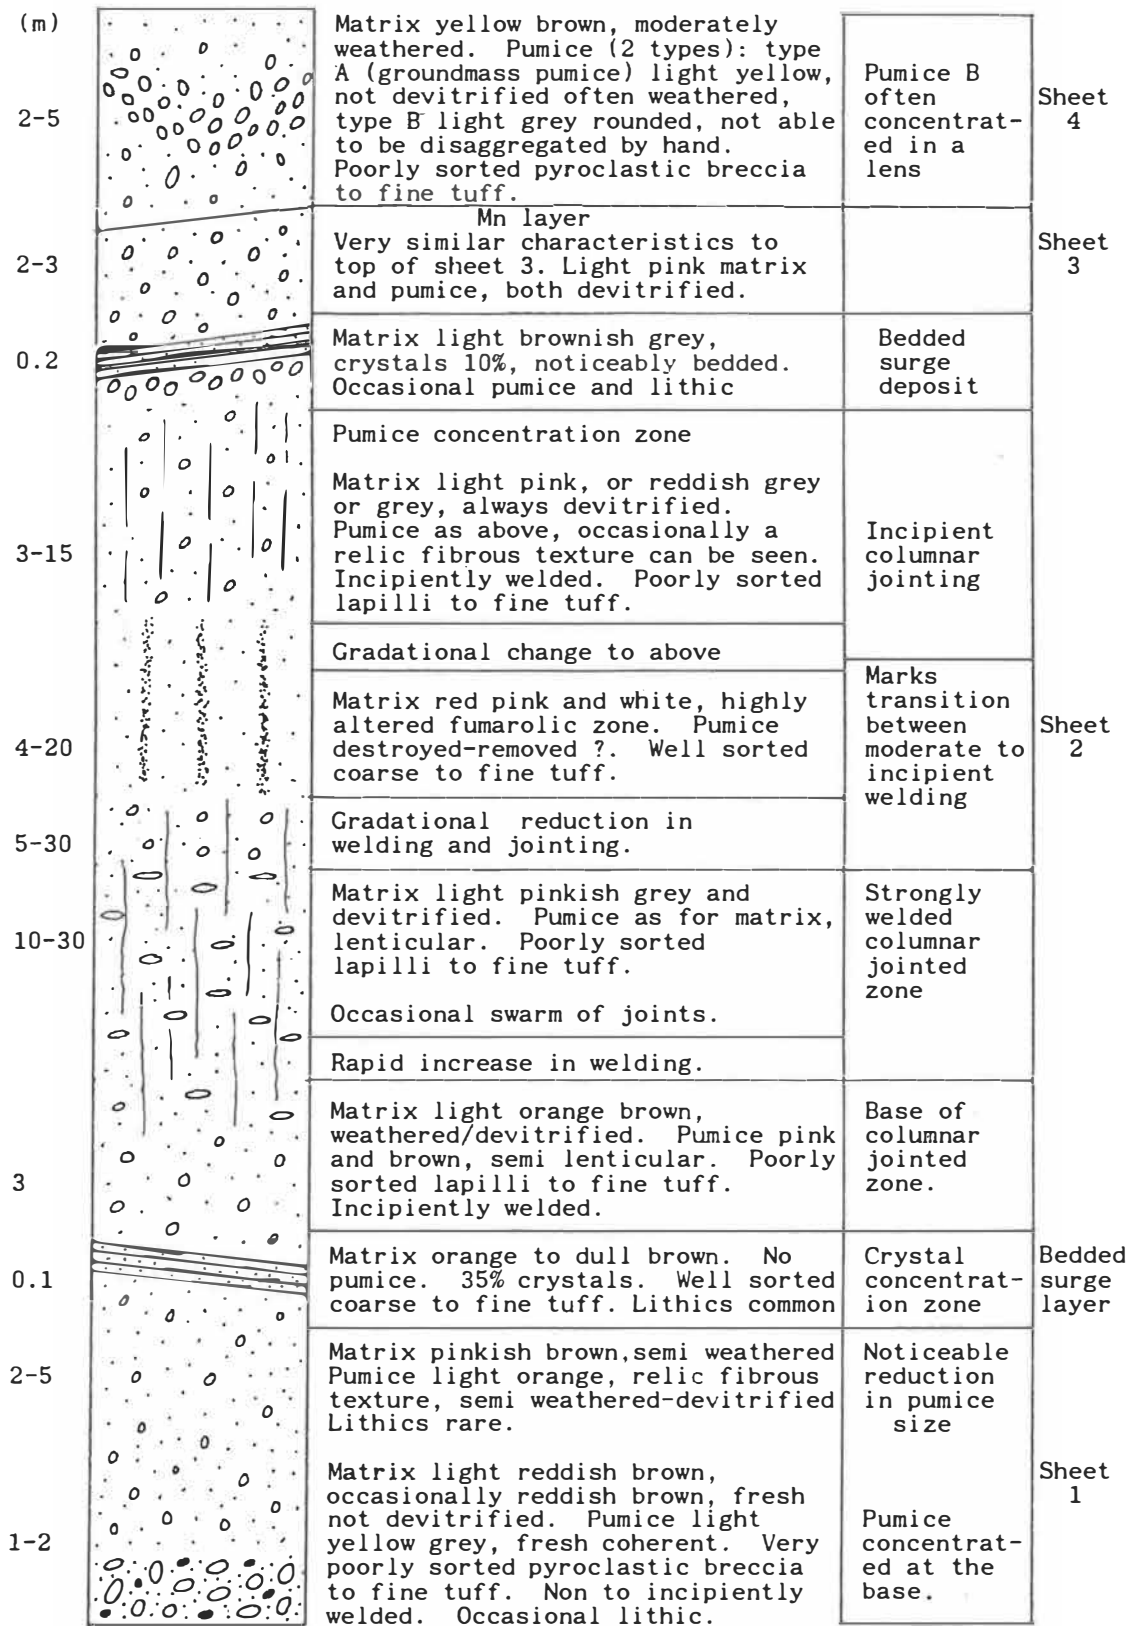 (m)
Matrix yellow brown, moderately
weathered. Pumice (2 types): type
A (groundmass pumice) light yellow,
not devitrified often weathered,
type B light grey rounded, not able
to be disaggregated by hand.
Poorly sorted pyroclastic breccia
to fine tuff.
2-5
Pumice B
often
concentrat-
ed in a
lens
Sheet
4
Mn layer
Very similar characteristics to
top of sheet 3. Light pink matrix
and pumice, both devitrified.
2-3
Sheet
3
Matrix light brownish grey,
crystals 10%, noticeably bedded.
Occasional pumice and lithic
0.2
Bedded
surge
deposit
Pumice concentration zone
Matrix light pink, or reddish grey
or grey, always devitrified.
Pumice as above, occasionally a
relic fibrous texture can be seen.
Incipiently welded. Poorly sorted
lapilli to fine tuff.
3-15
Incipient
columnar
jointing
Gradational change to above
Matrix red pink and white, highly
altered fumarolic zone. Pumice
destroyed-removed ?. Well sorted
coarse to fine tuff.
4-20
Marks
transition
between
moderate to
incipient
welding
Sheet
2
Gradational reduction in
welding and jointing.
5-30
Matrix light pinkish grey and
devitrified. Pumice as for matrix,
lenticular. Poorly sorted
lapilli to fine tuff.
Occasional swarm of joints.
10-30
Strongly
welded
columnar
jointed
zone
Rapid increase in welding.
Matrix light orange brown,
weathered/devitrified. Pumice pink
and brown, semi lenticular. Poorly
sorted lapilli to fine tuff.
Incipiently welded.
3
Base of
columnar
jointed
zone.
Matrix orange to dull brown. No
pumice. 35% crystals. Well sorted
coarse to fine tuff. Lithics common
0.1
Crystal
concentrat-
ion zone
Bedded
surge
layer
Matrix pinkish brown,semi weathered
Pumice light orange, relic fibrous
texture, semi weathered-devitrified
Lithics rare.
2-5
Noticeable
reduction
in pumice
size
Matrix light reddish brown,
occasionally reddish brown, fresh
not devitrified. Pumice light
yellow grey, fresh coherent. Very
poorly sorted pyroclastic breccia
to fine tuff. Non to incipiently
welded. Occasional lithic.
1-2
Pumice
concentrat-
ed at the
base.
Sheet
1